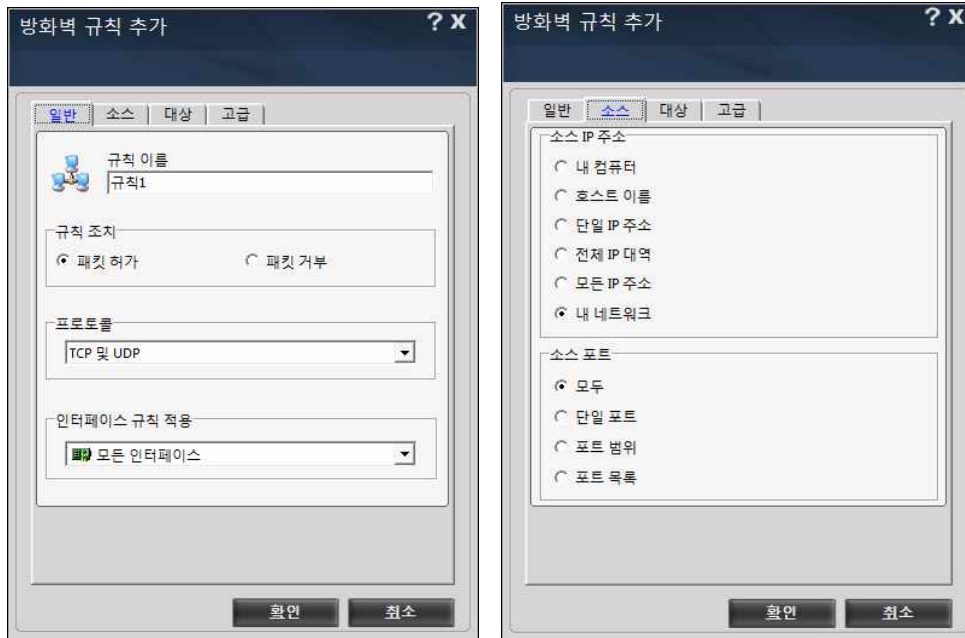 방화벽 규칙 추가
? X
일반 소스 대상 고급
규칙 이름
규칙1
규칙 조치
패킷 허가 패킷 거부
프로토콜
TCP 및 UDP
인터페이스 규칙 적용
모든 인터페이스
확인 취소
방화벽 규칙 추가
? X
일반 소스 대상 고급
소스 IP 주소
내 컴퓨터
호스트 이름
단일 IP 주소
전체 IP 대역
모든 IP 주소
내 네트워크
소스 포트
모두
단일 포트
포트 범위
포트 목록
확인 취소